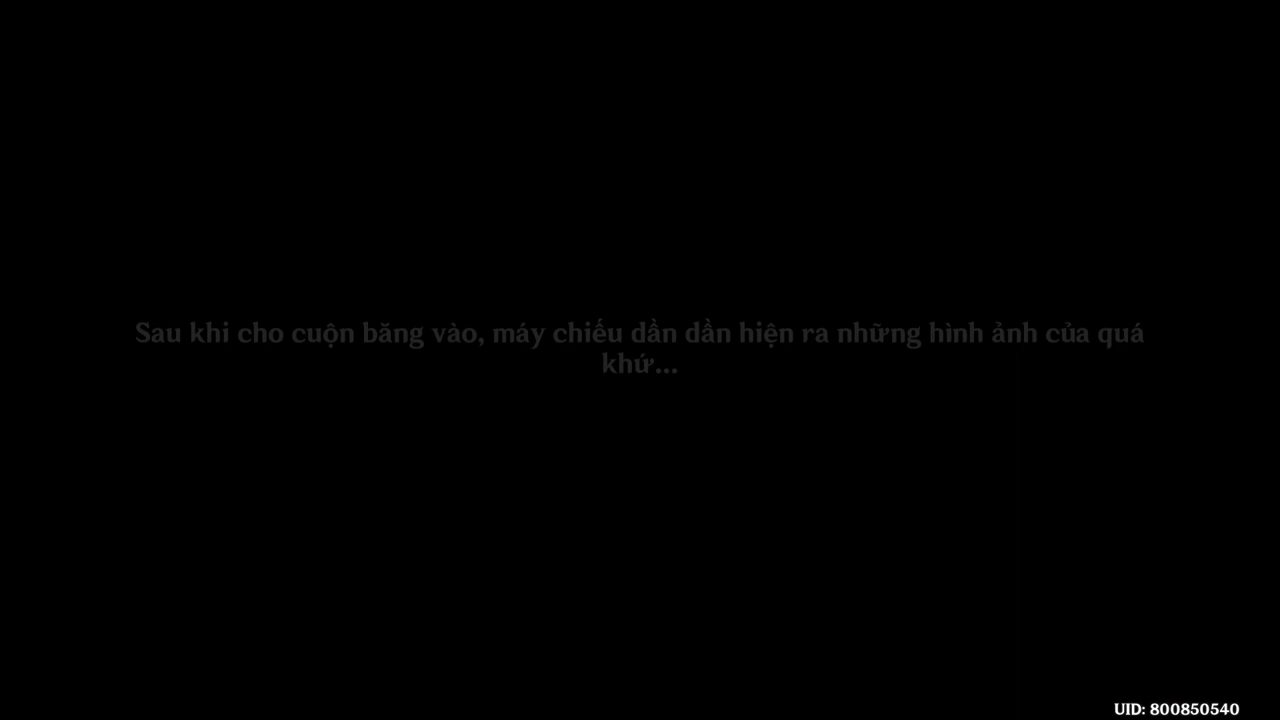 Sau khi cho cuộn băng vào, máy chiếu dần dần hiện ra những hình ảnh của quá
khứ...
UID: 800850540